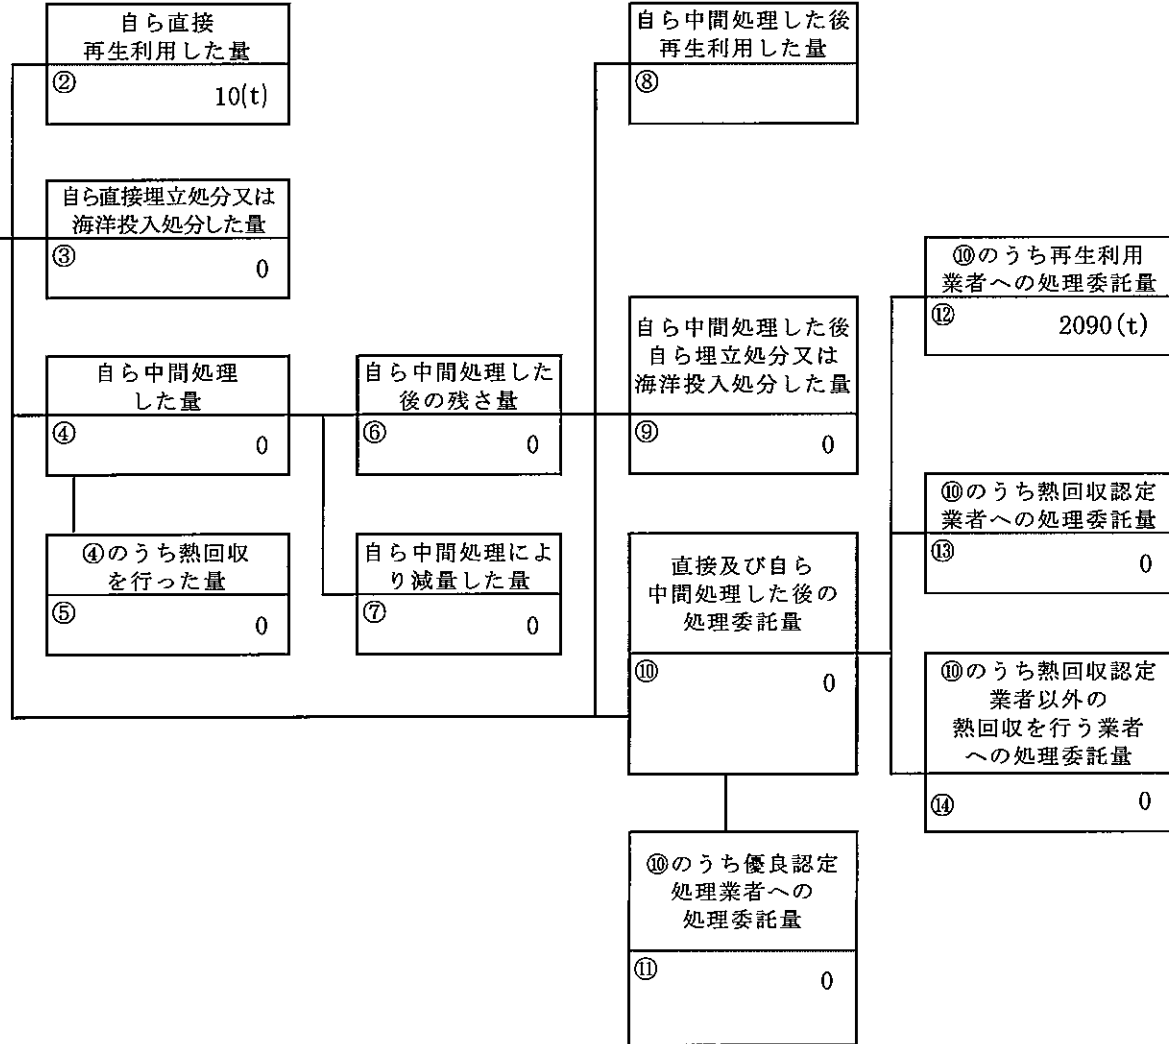 自ら直接
再生利用した量
②
10(t)
自ら直接埋立処分又は
海洋投入処分した量
③
0
自ら中間処理
した量
④
0
④のうち熱回収
を行った量
⑤
0
自ら中間処理した
後の残さ量
⑥
0
自ら中間処理によ
り減量した量
⑦
0
自ら中間処理した後
再生利用した量
⑧
自ら中間処理した後
自ら埋立処分又は
海洋投入処分した量
⑨
0
直接及び自ら
中間処理した後の
処理委託量
⑩
0
⑩のうち優良認定
処理業者への
処理委託量
⑪
0
⑩のうち再生利用
業者への処理委託量
⑫
2090(t)
⑩のうち熱回収認定
業者への処理委託量
⑬
0
⑩のうち熱回収認定
業者以外の
熱回収を行う業者
への処理委託量
⑭
0